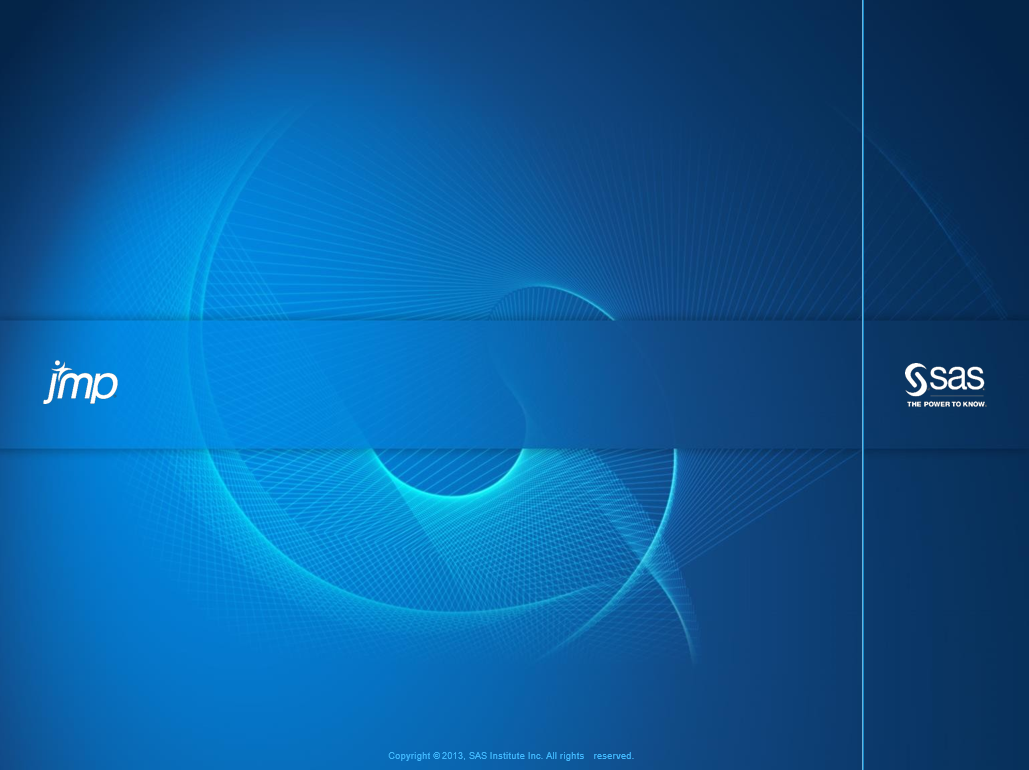 jmp
sas
THE POWER TO KNOW.
Copyright © 2013, SAS Institute Inc. All rights reserved.